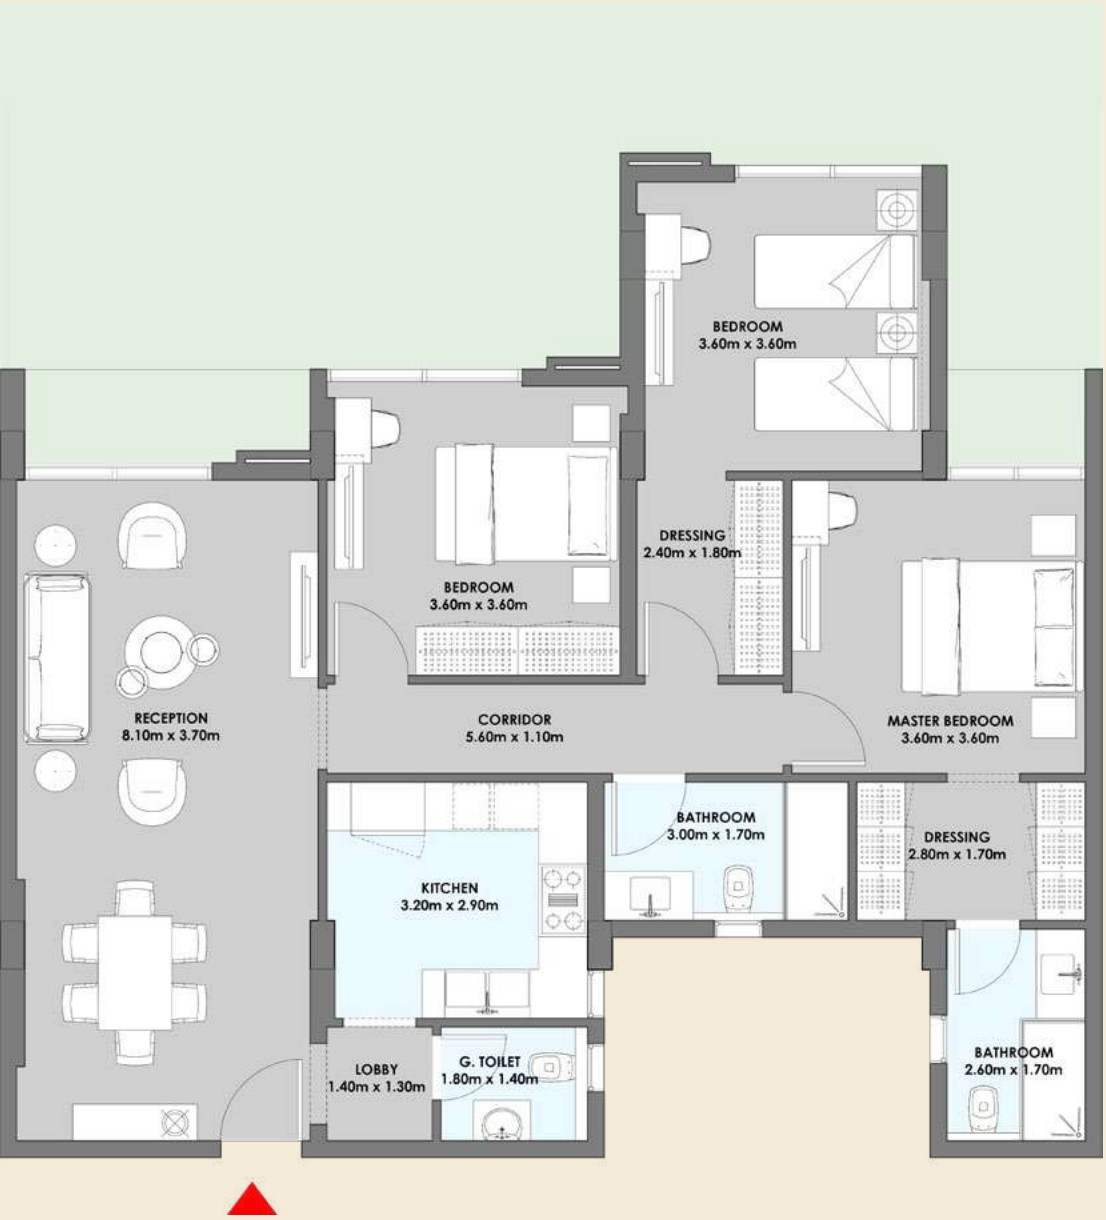 BEDROOM
3.60m x 3.60m
DRESSING
2.40m x 1.80m
BEDROOM
3.60m x 3.60m
RECEPTION
8.10m x 3.70m
CORRIDOR
5.60m x 1.10m
MASTER BEDROOM
3.60m x 3.60m
BATHROOM
3.00m x 1.70m
DRESSING
2.80m x 1.70m
KITCHEN
3.20m x 2.90m
LOBBY
1.40m x 1.30m
G. TOILET
1.80m x 1.40m
BATHROOM
2.60m x 1.70m